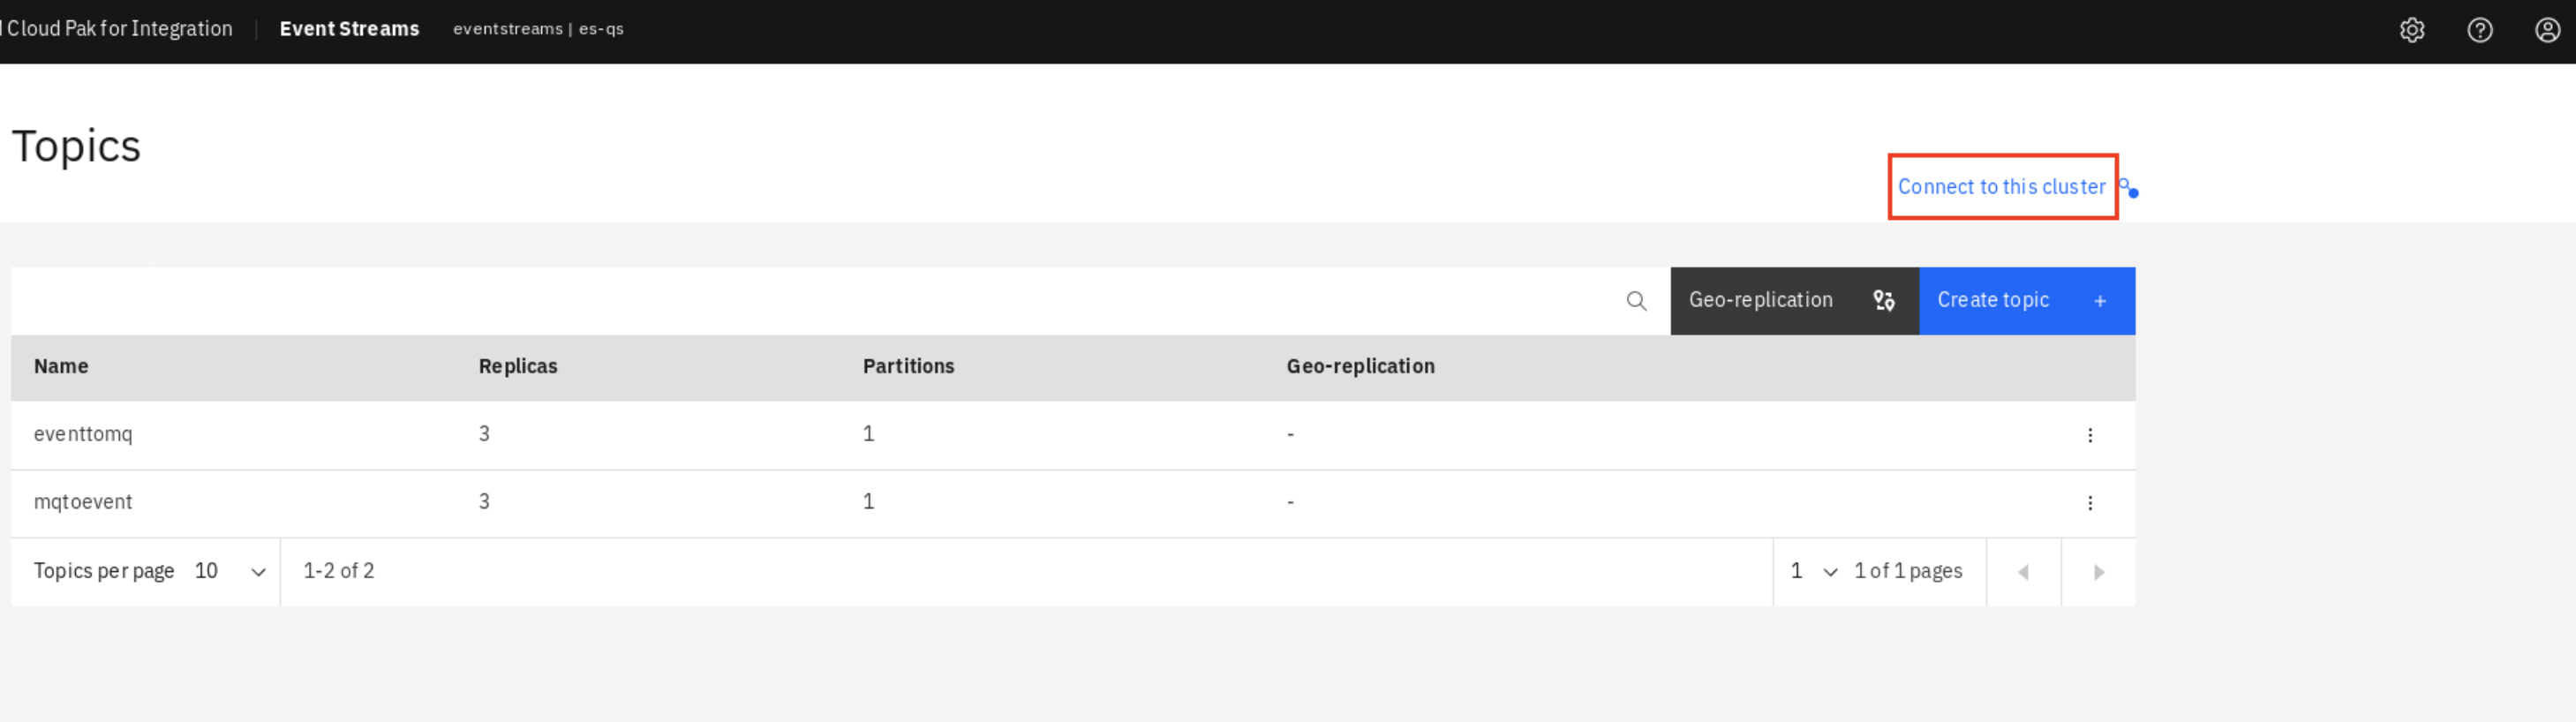 Cloud Pak for Integration Event Streams eventstreams | es-qs
Topics
Connect to this cluster
Geo-replication Create topic +
Name Replicas Partitions Geo-replication
eventtomq 3 1 -
mqtoevent 3 1 -
Topics per page 10 1-2 of 2 1 1 of 1 pages